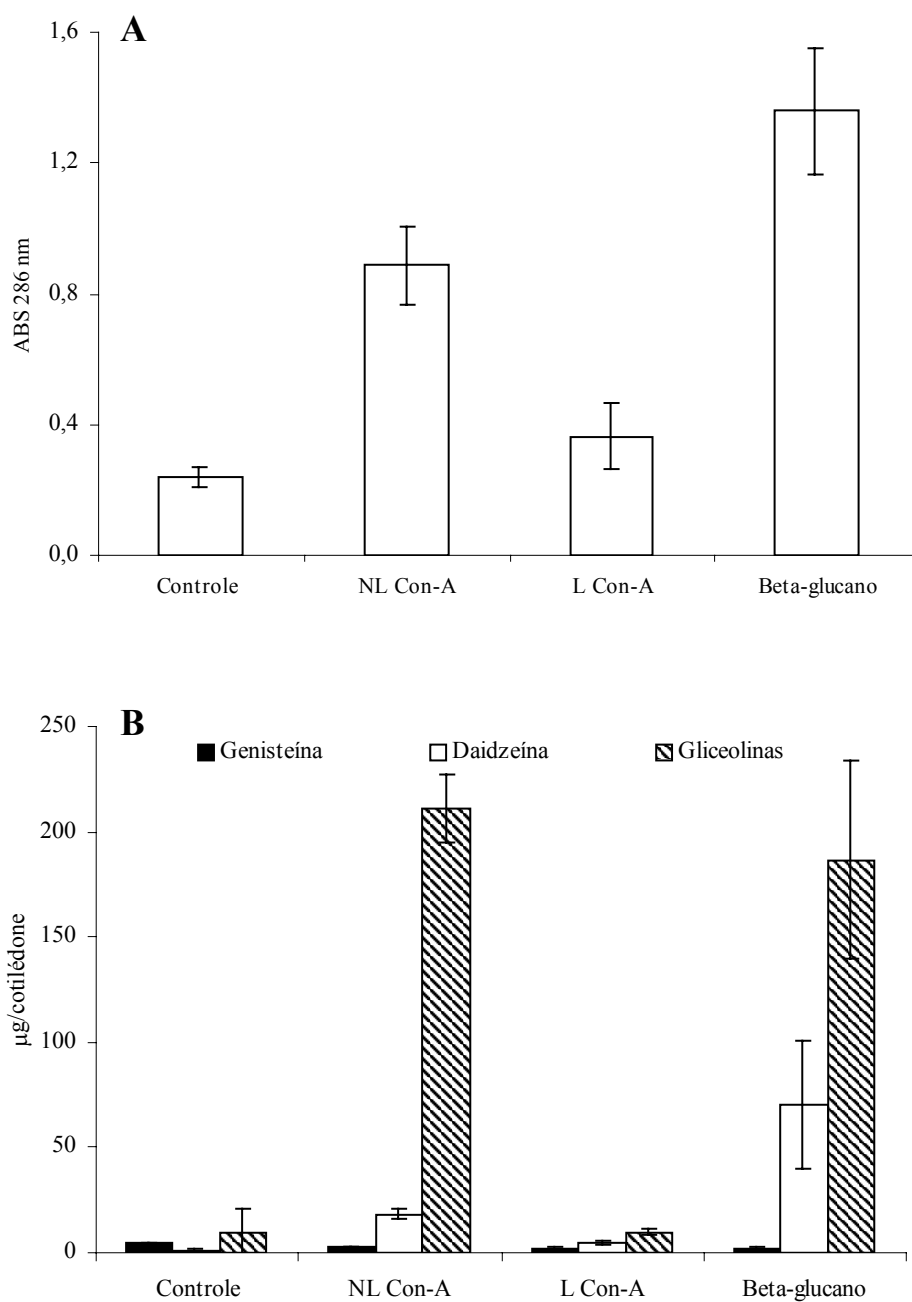 A
1,6
1,2
0,8
0,4
0,0
ABS 286 nm
Controle NL Con-A L Con-A Beta-glucano
B
250
200
150
100
50
0
µg/cotilédone
Genisteína Daidzeína Gliceolinas
Controle NL Con-A L Con-A Beta-glucano